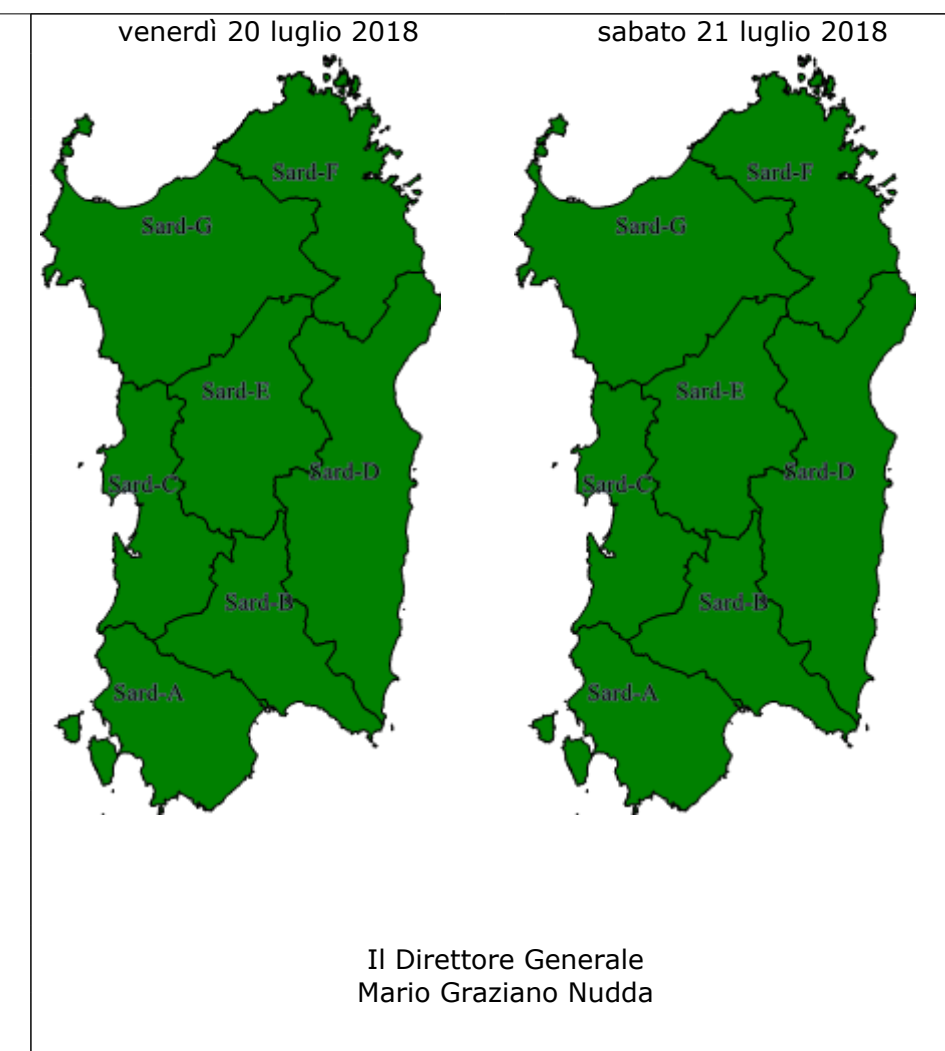 venerdì 20 luglio 2018
sabato 21 luglio 2018
Sard-F
Sard-G
Sard-E
Sard-D
Sard-C
Sard-B
Sard-A
Sard-F
Sard-G
Sard-E
Sard-D
Sard-C
Sard-B
Sard-A
Il Direttore Generale
Mario Graziano Nudda